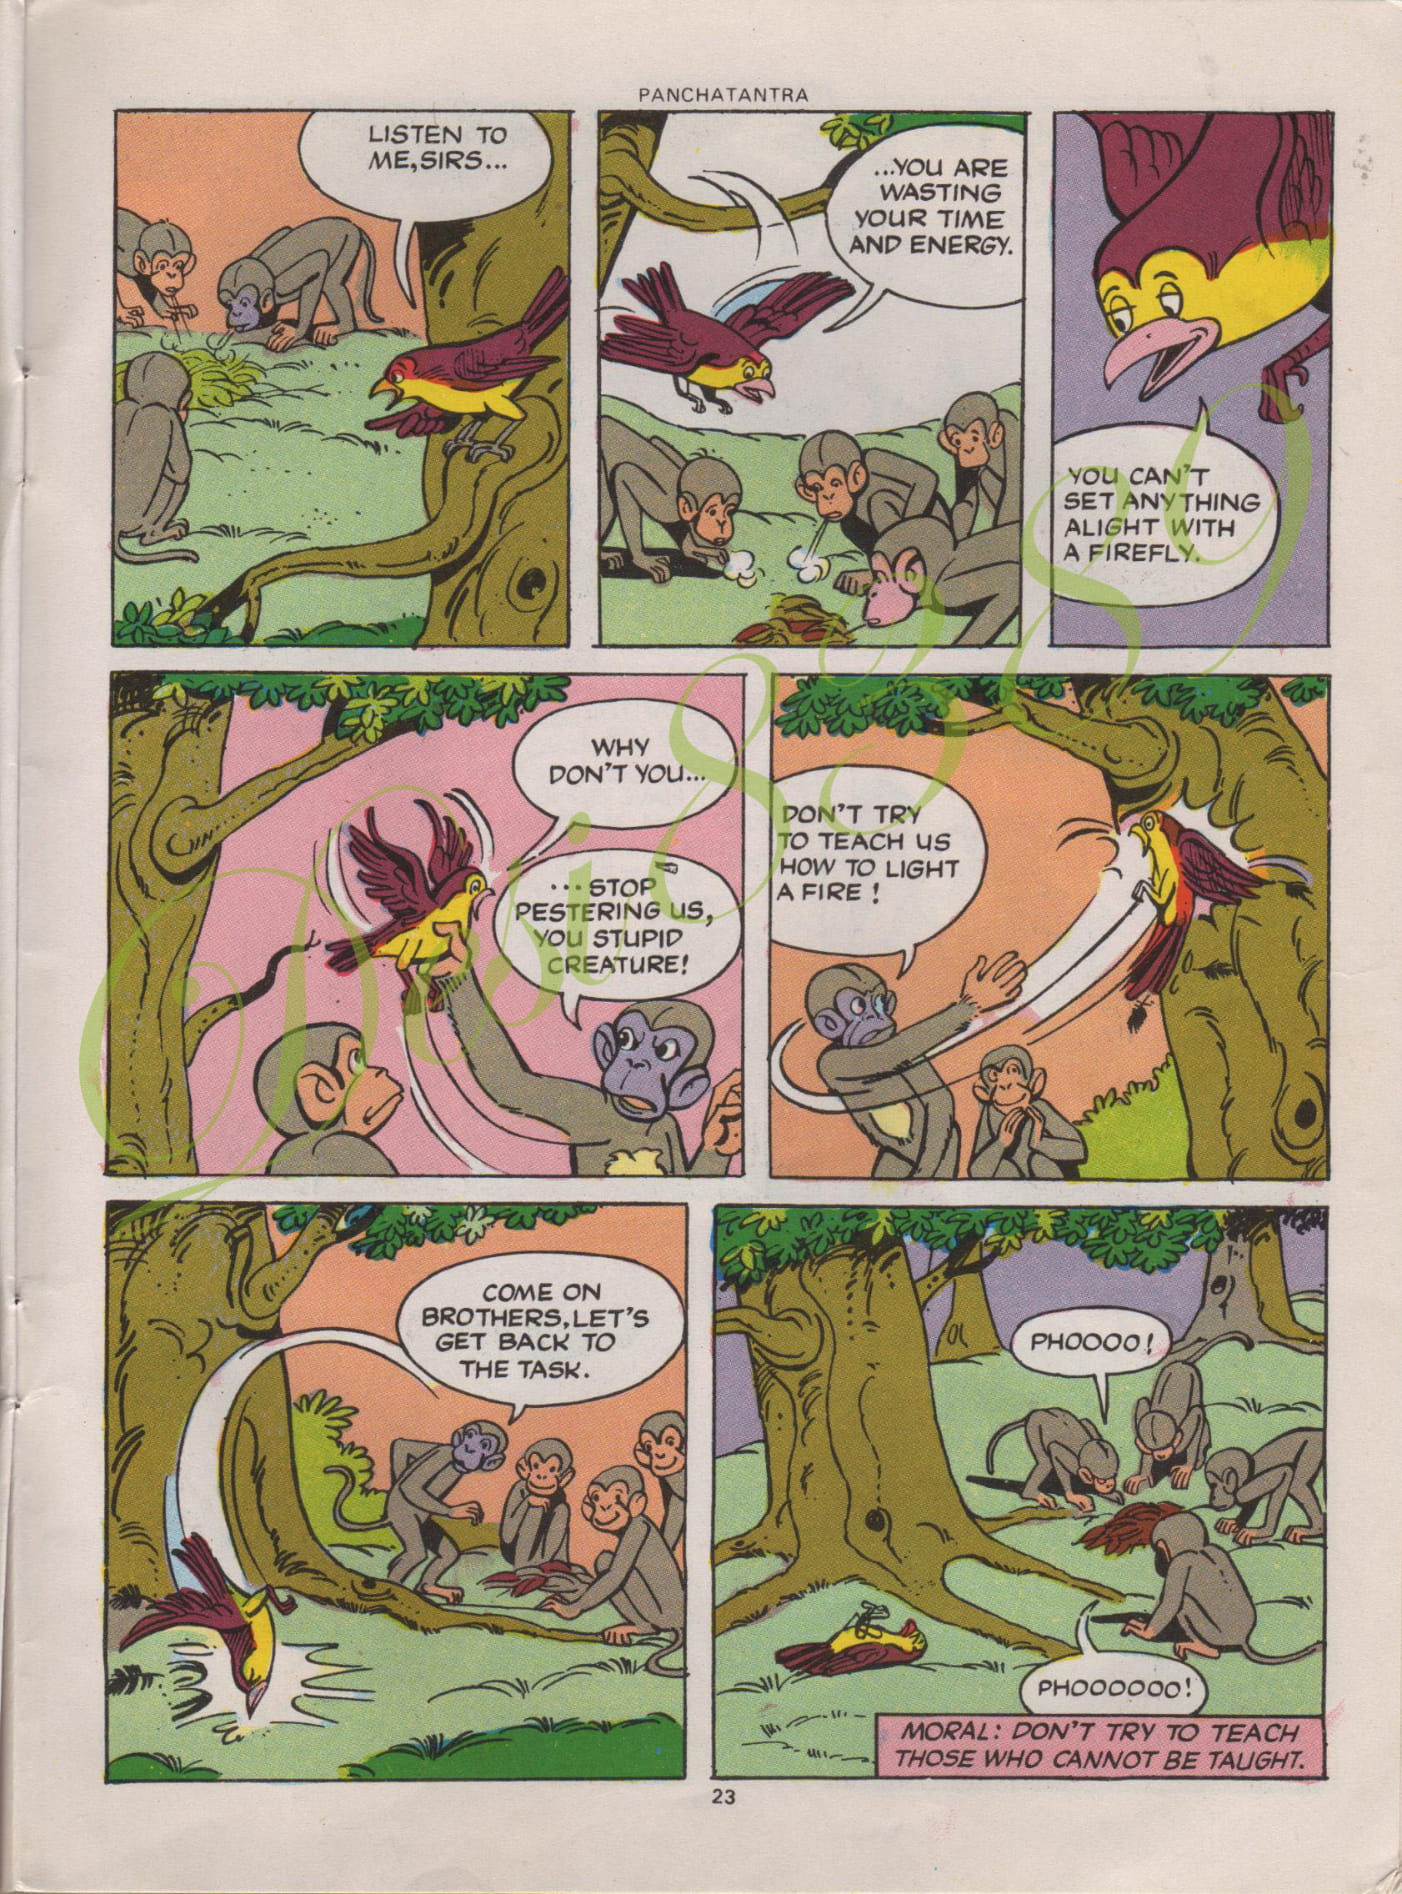 PANCHATANTRA
LISTEN TO
ME, SIRS...
...YOU ARE
WASTING
YOUR TIME
AND ENERGY.
YOU CAN'T
SET ANYTHING
ALIGHT WITH
A FIREFLY.
WHY
DON'T YOU...
...STOP
PESTERING US,
YOU STUPID
CREATURE!
DON'T TRY
TO TEACH US
HOW TO LIGHT
A FIRE!
COME ON
BROTHERS, LET'S
GET BACK TO
THE TASK.
PHOOOO!
PHOOOOOO!
MORAL: DON'T TRY TO TEACH
THOSE WHO CANNOT BE TAUGHT.
23